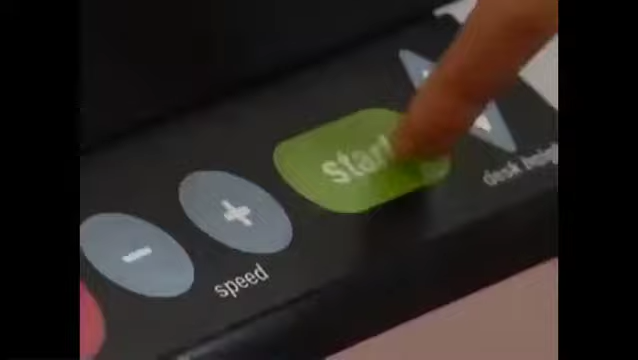 start
- +
speed
desk height